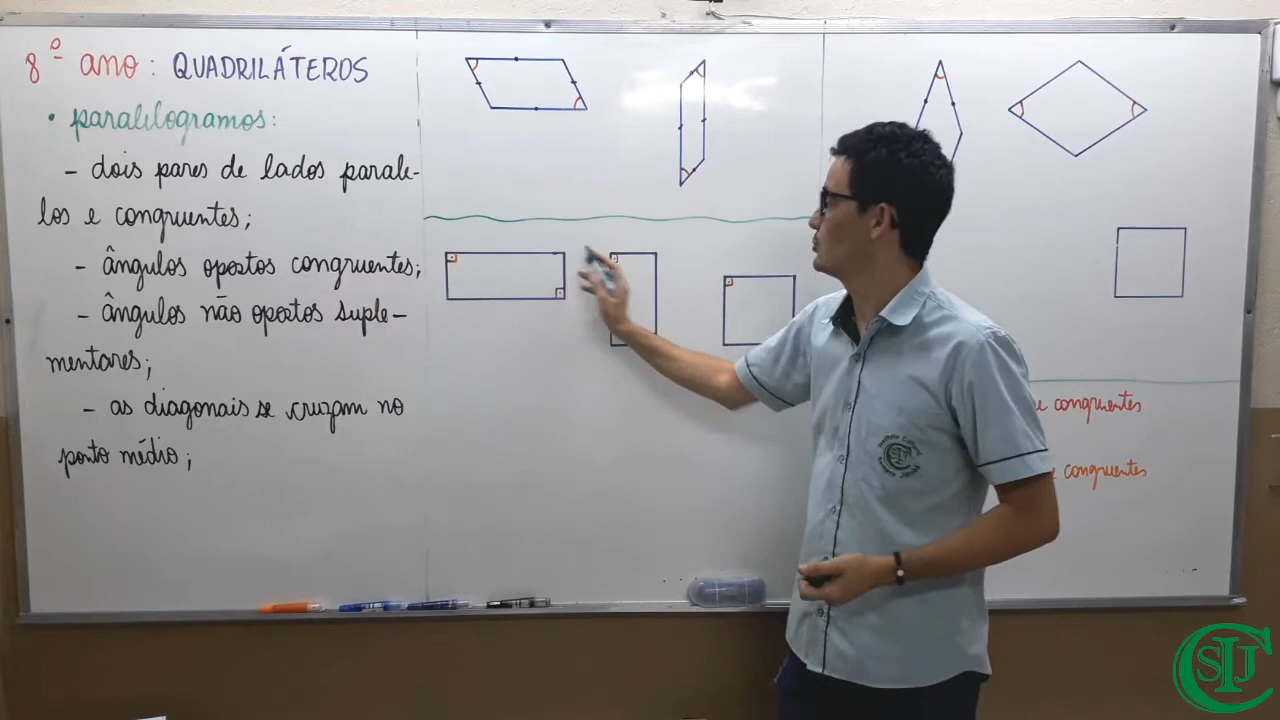 8º ano: QUADRILÁTEROS
• paralelogramos:
- dois pares de lados parale-
los e congruentes;
- ângulos opostos congruentes;
- ângulos não opostos suple-
mentares;
- as diagonais se cruzam no
ponto médio;
e congruentes
e congruentes
CSIJ